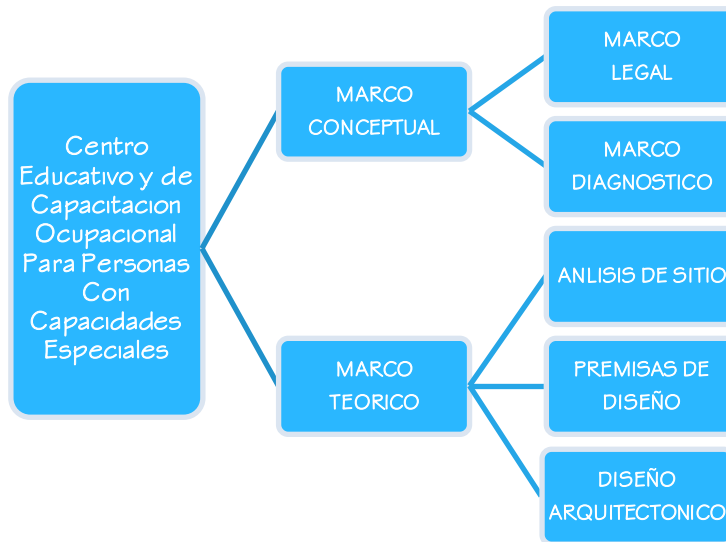 Centro
Educativo y de
Capacitacion
Ocupacional
Para Personas
Con
Capacidades
Especiales
MARCO
CONCEPTUAL
MARCO
LEGAL
MARCO
DIAGNOSTICO
MARCO
TEORICO
ANLISIS DE SITIO
PREMISAS DE
DISEÑO
DISEÑO
ARQUITECTONICO